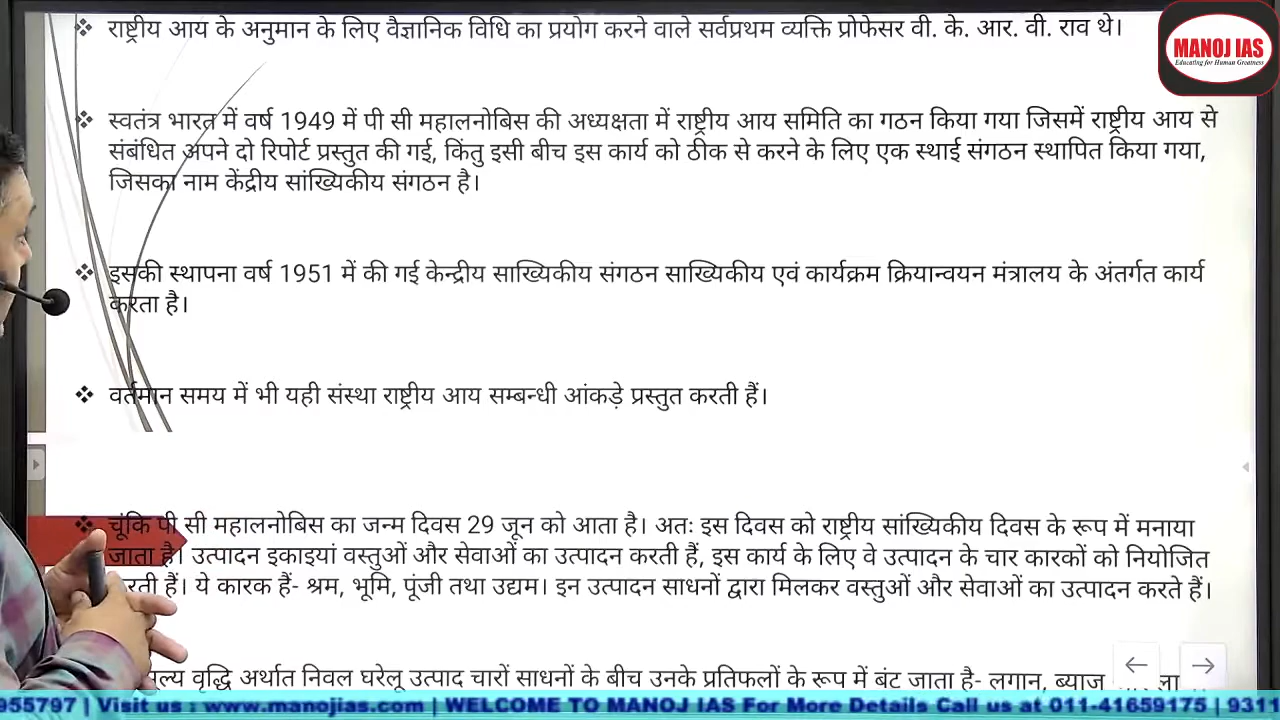 ❖ राष्ट्रीय आय के अनुमान के लिए वैज्ञानिक विधि का प्रयोग करने वाले सर्वप्रथम व्यक्ति प्रोफेसर वी. के. आर. वी. राव थे।
MANOJ IAS
Educating for Human Greatness
❖ स्वतंत्र भारत में वर्ष 1949 में पी सी महालनोबिस की अध्यक्षता में राष्ट्रीय आय समिति का गठन किया गया जिसमें राष्ट्रीय आय से
संबंधित अपने दो रिपोर्ट प्रस्तुत की गई, किंतु इसी बीच इस कार्य को ठीक से करने के लिए एक स्थाई संगठन स्थापित किया गया,
जिसका नाम केंद्रीय सांख्यिकीय संगठन है।
❖ इसकी स्थापना वर्ष 1951 में की गई केन्द्रीय साख्यिकीय संगठन साख्यिकीय एवं कार्यक्रम क्रियान्वयन मंत्रालय के अंतर्गत कार्य
करता है।
❖ वर्तमान समय में भी यही संस्था राष्ट्रीय आय सम्बन्धी आंकड़े प्रस्तुत करती हैं।
❖ चूंकि पी सी महालनोबिस का जन्म दिवस 29 जून को आता है। अतः इस दिवस को राष्ट्रीय सांख्यिकीय दिवस के रूप में मनाया
जाता है। उत्पादन इकाइयां वस्तुओं और सेवाओं का उत्पादन करती हैं, इस कार्य के लिए वे उत्पादन के चार कारकों को नियोजित
करती हैं। ये कारक हैं- श्रम, भूमि, पूंजी तथा उद्यम। इन उत्पादन साधनों द्वारा मिलकर वस्तुओं और सेवाओं का उत्पादन करते हैं।
वृद्धि अर्थात निवल घरेलू उत्पाद चारों साधनों के बीच उनके प्रतिफलों के रूप में बंट जाता है- लगान, ब्याज
955797 | Visit us : www.manojias.com | WELCOME TO MANOJ IAS For More Details Call us at 011-41659175 | 9311